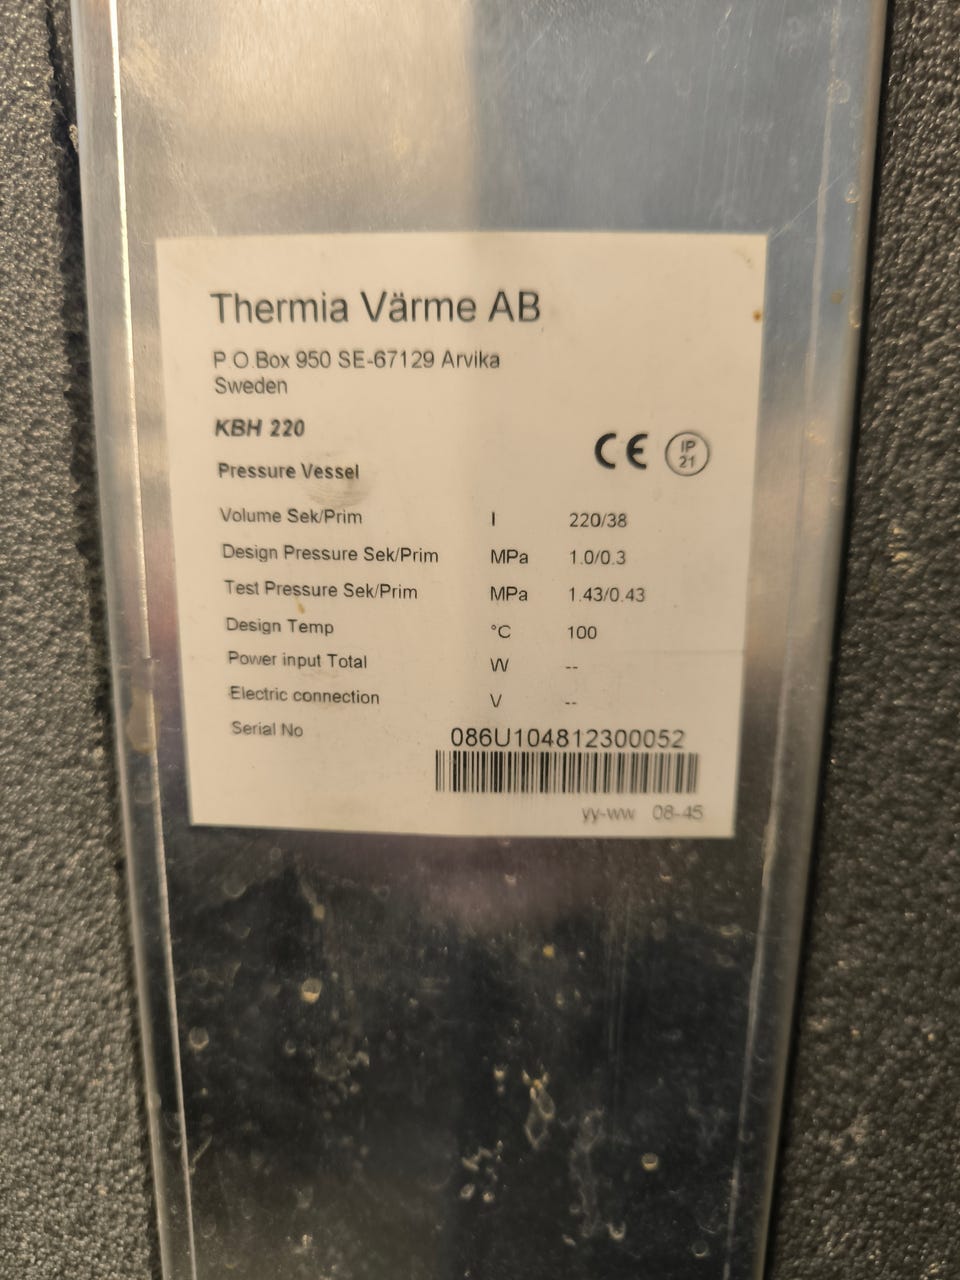 Thermia Värme AB
P.O.Box 950 SE-67129 Arvika
Sweden
KBH 220
CE IP 21
Pressure Vessel
Volume Sek/Prim l 220/38
Design Pressure Sek/Prim MPa 1.0/0.3
Test Pressure Sek/Prim MPa 1.43/0.43
Design Temp °C 100
Power input Total W --
Electric connection V --
Serial No 086U104812300052
yy-ww 08-45